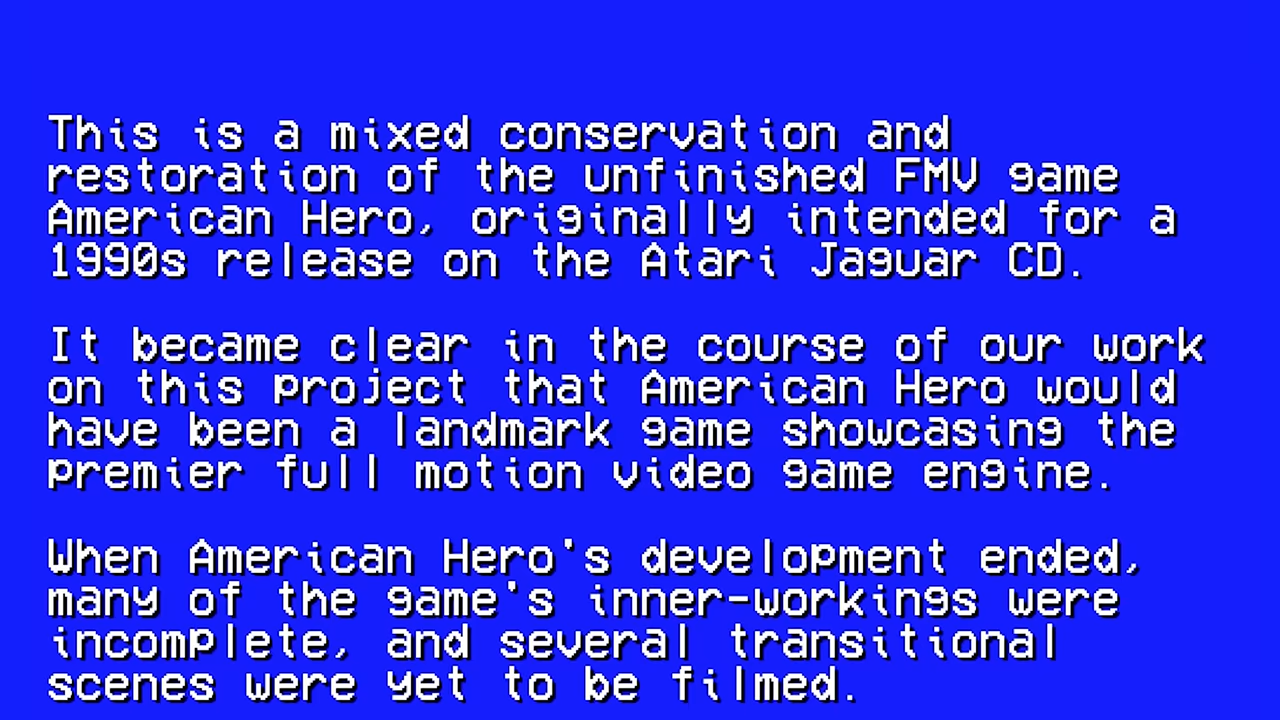 This is a mixed conservation and
restoration of the unfinished FMV game
American Hero, originally intended for a
1990s release on the Atari Jaguar CD.
It became clear in the course of our work
on this project that American Hero would
have been a landmark game showcasing the
premier full motion video game engine.
When American Hero's development ended,
many of the game's inner-workings were
incomplete, and several transitional
scenes were yet to be filmed.